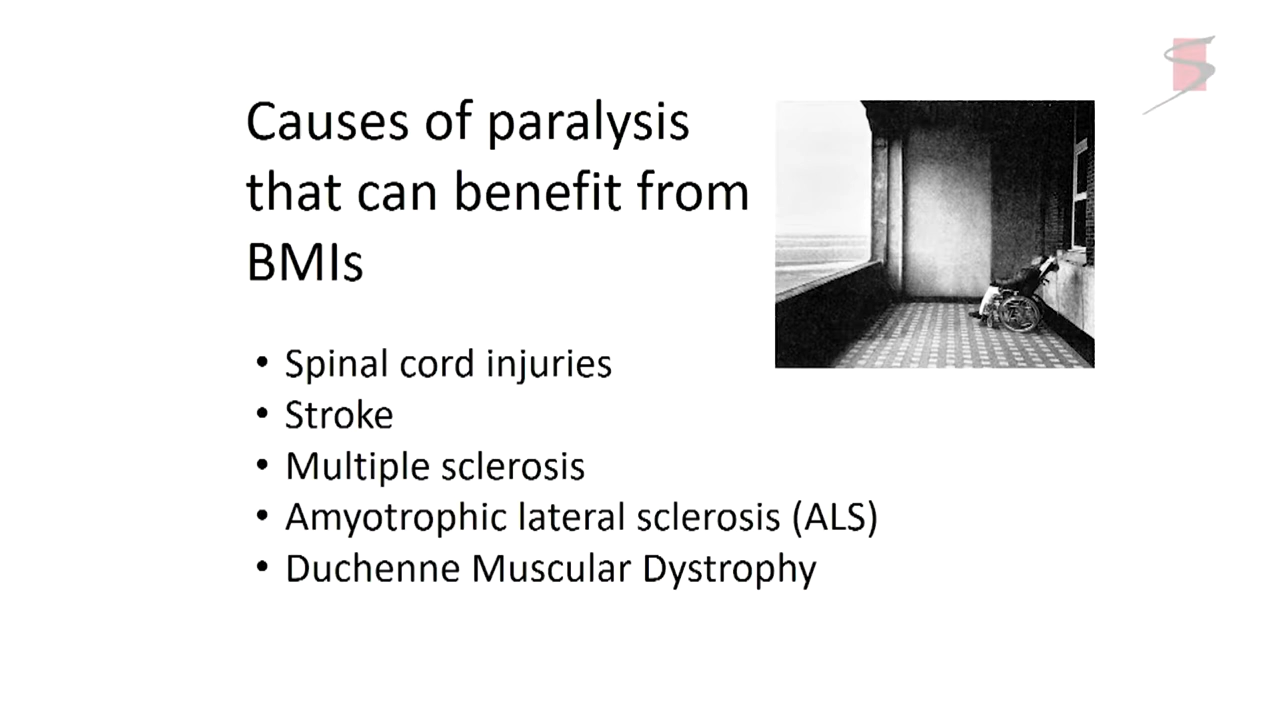 Causes of paralysis
that can benefit from
BMIs
• Spinal cord injuries
• Stroke
• Multiple sclerosis
• Amyotrophic lateral sclerosis (ALS)
• Duchenne Muscular Dystrophy